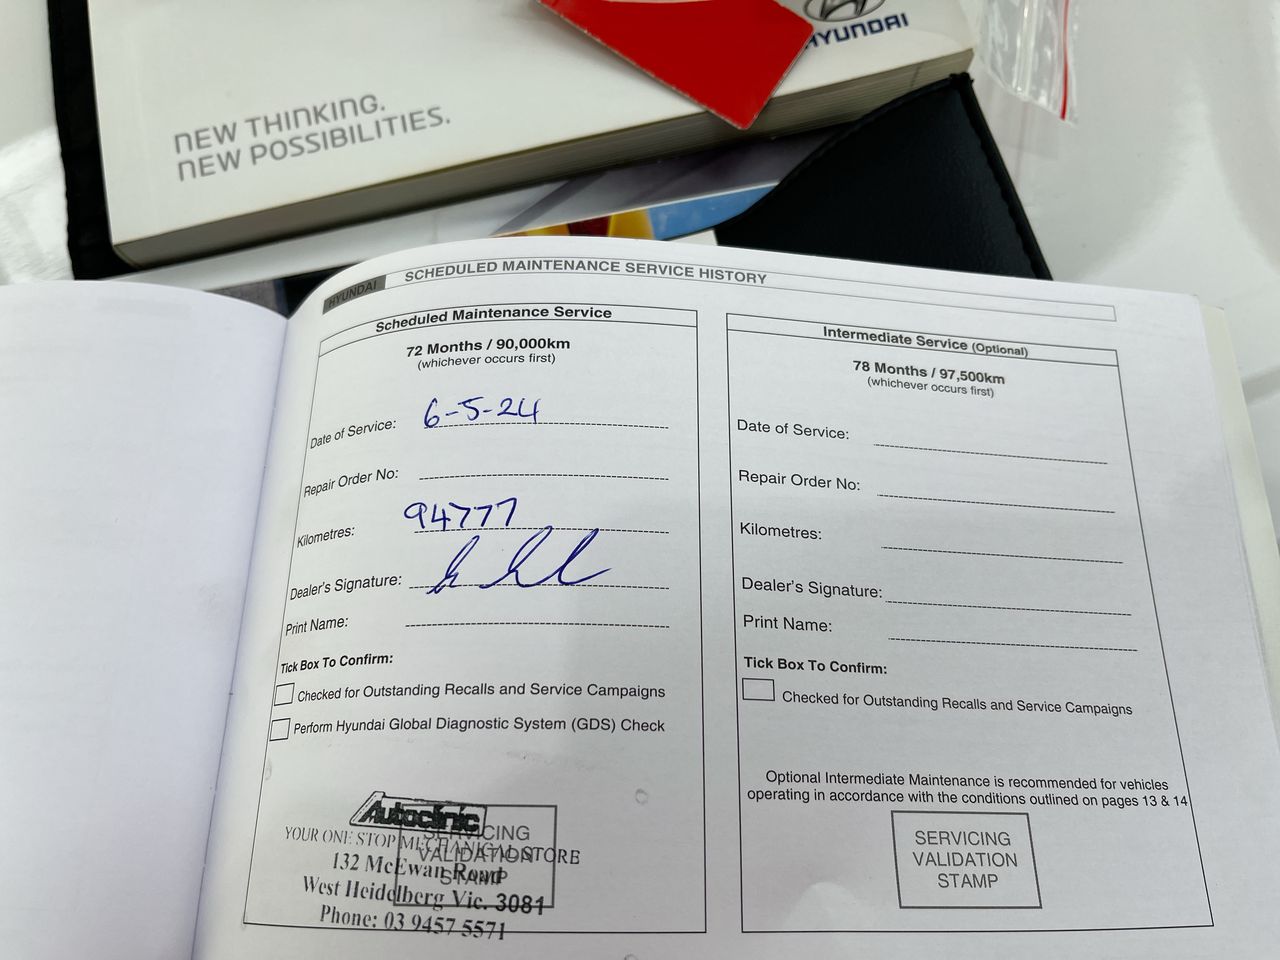 HYUNDAI
NEW THINKING.
NEW POSSIBILITIES.
HYUNDAI
SCHEDULED MAINTENANCE SERVICE HISTORY
Scheduled Maintenance Service
72 Months / 90,000km
(whichever occurs first)
Date of Service: 6-5-24
Repair Order No:
Kilometres: 94777
Dealer's Signature:
Print Name:
Tick Box To Confirm:
Checked for Outstanding Recalls and Service Campaigns
Perform Hyundai Global Diagnostic System (GDS) Check
SERVICING
VALIDATION
STAMP
Autoclinic
YOUR ONE STOP MECHANICAL STORE
132 McEwan Road
West Heidelberg Vic. 3081
Phone: 03 9457 5571
Intermediate Service (Optional)
78 Months / 97,500km
(whichever occurs first)
Date of Service:
Repair Order No:
Kilometres:
Dealer's Signature:
Print Name:
Tick Box To Confirm:
Checked for Outstanding Recalls and Service Campaigns
Optional Intermediate Maintenance is recommended for vehicles
operating in accordance with the conditions outlined on pages 13 & 14
SERVICING
VALIDATION
STAMP